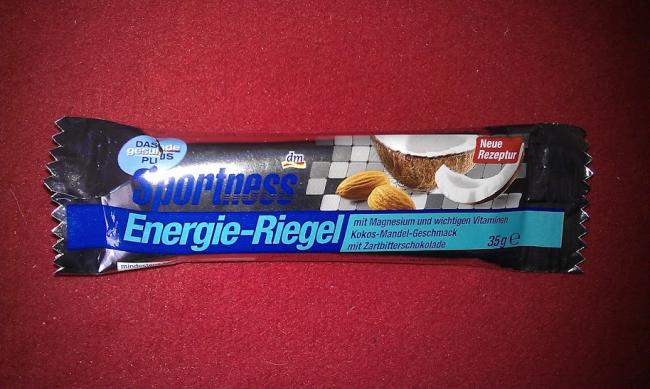 DAS
gesunde
PLUS
dm
Sportness
Neue
Rezeptur
Energie-Riegel
mit Magnesium und wichtigen Vitaminen
Kokos-Mandel-Geschmack
mit Zartbitterschokolade
35g e